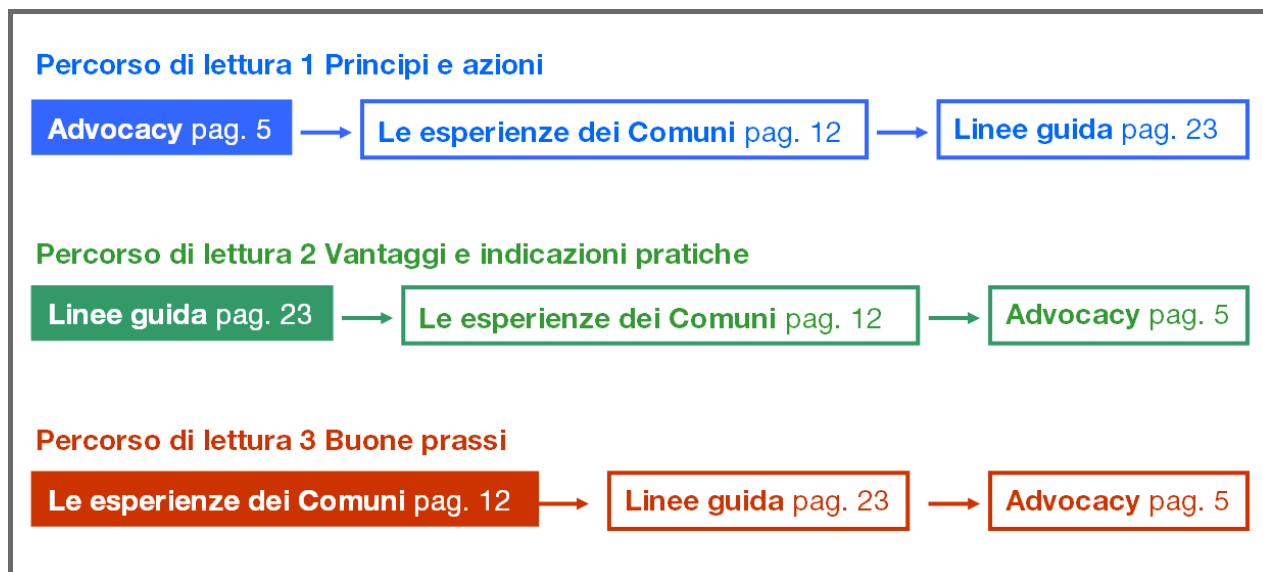 Percorso di lettura 1 Principi e azioni
Advocacy pag. 5 Le esperienze dei Comuni pag. 12 Linee guida pag. 23
Percorso di lettura 2 Vantaggi e indicazioni pratiche
Linee guida pag. 23 Le esperienze dei Comuni pag. 12 Advocacy pag. 5
Percorso di lettura 3 Buone prassi
Le esperienze dei Comuni pag. 12 Linee guida pag. 23 Advocacy pag. 5